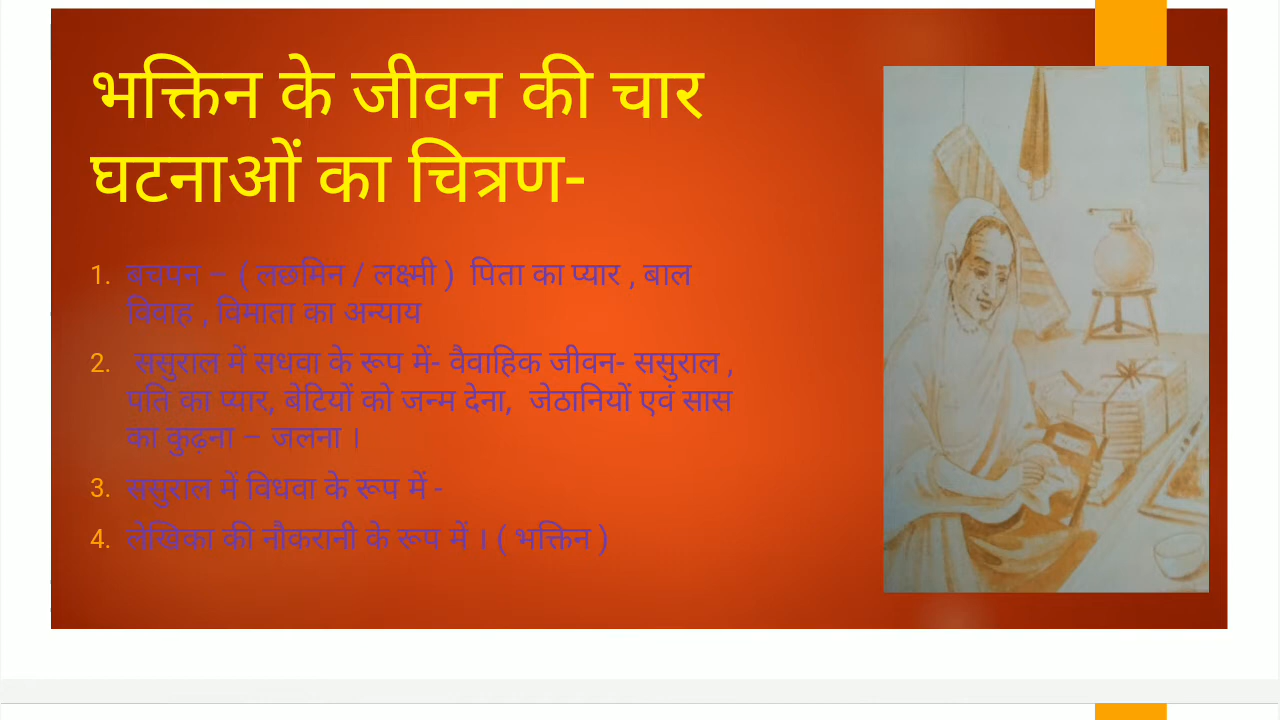 भक्तिन के जीवन की चार
घटनाओं का चित्रण-
1. बचपन – ( लछमिन / लक्ष्मी ) पिता का प्यार , बाल
विवाह , विमाता का अन्याय
2. ससुराल में सधवा के रूप में- वैवाहिक जीवन- ससुराल ,
पति का प्यार, बेटियों को जन्म देना, जेठानियों एवं सास
का कुढ़ना – जलना ।
3. ससुराल में विधवा के रूप में -
4. लेखिका की नौकरानी के रूप में । ( भक्तिन )